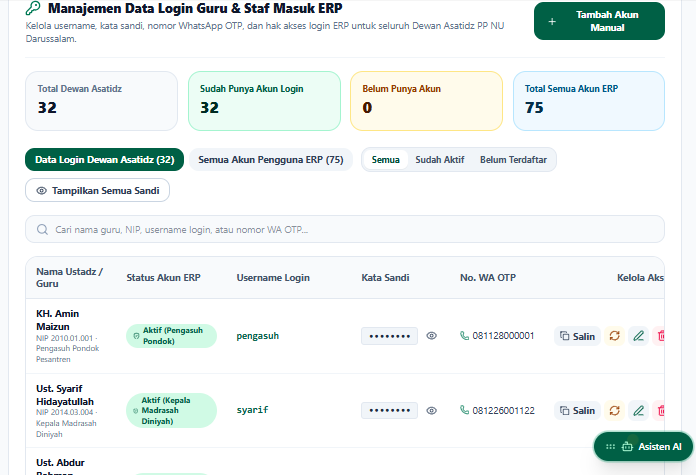 Manajemen Data Login Guru & Staf Masuk ERP
Kelola username, kata sandi, nomor WhatsApp OTP, dan hak akses login ERP untuk seluruh Dewan Asatidz PP NU
Darussalam.
+ Tambah Akun
Manual
Total Dewan Asatidz
32
Sudah Punya Akun Login
32
Belum Punya Akun
0
Total Semua Akun ERP
75
Data Login Dewan Asatidz (32)
Semua Akun Pengguna ERP (75)
Semua
Sudah Aktif
Belum Terdaftar
Tampilkan Semua Sandi
Cari nama guru, NIP, username login, atau nomor WA OTP...
Nama Ustadz /
Guru
Status Akun ERP
Username Login
Kata Sandi
No. WA OTP
Kelola Aks
KH. Amin
Maizun
NIP 2010.01.001 -
Pengasuh Pondok
Pesantren
Aktif (Pengasuh
Pondok)
pengasuh
••••••••
081128000001
Salin
Ust. Syarif
Hidayatullah
NIP 2014.03.004 -
Kepala Madrasah
Diniyah
Aktif (Kepala
Madrasah
Diniyah)
syarif
••••••••
081226001122
Salin
Asisten AI
Ust. Abdur